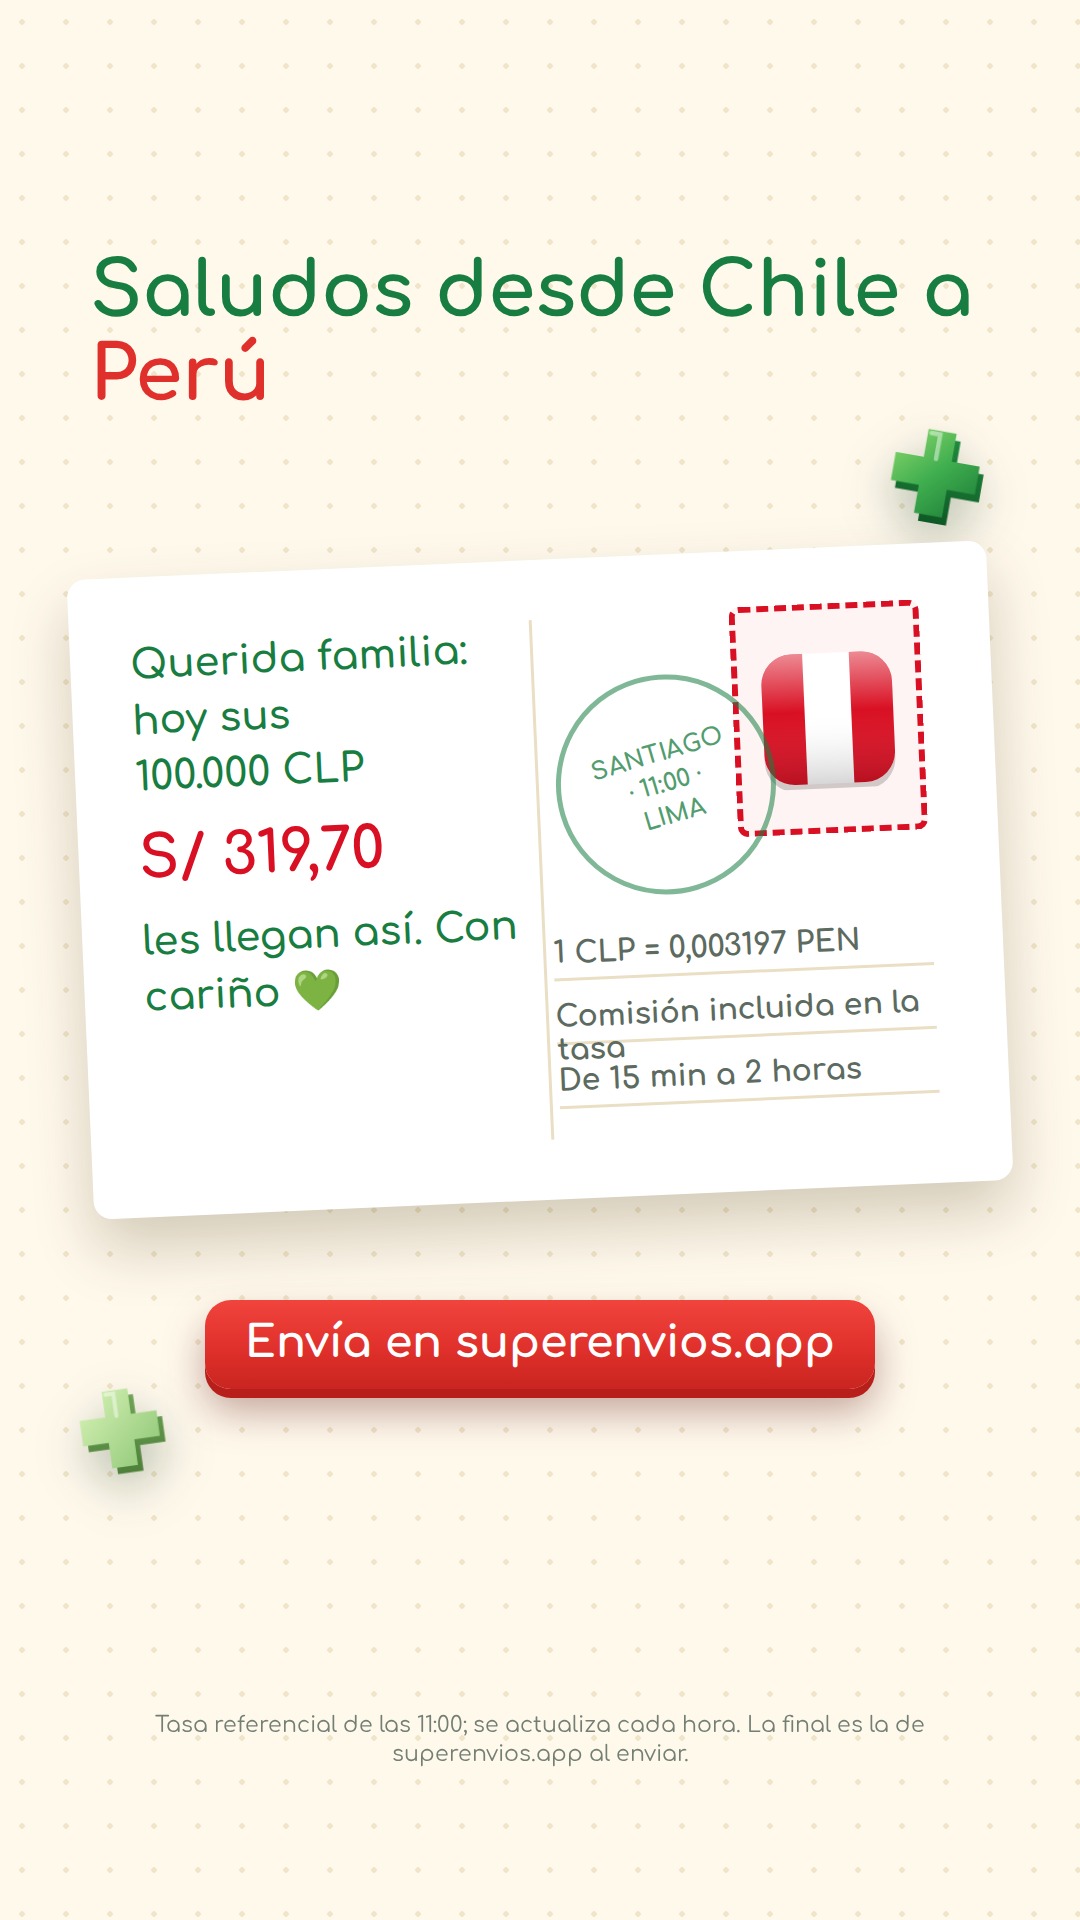 Saludos desde Chile a
Perú
Querida familia:
hoy sus
100.000 CLP
S/ 319,70
les llegan así. Con
cariño 💚
SANTIAGO
· 11:00 ·
LIMA
1 CLP = 0,003197 PEN
Comisión incluida en la
tasa
De 15 min a 2 horas
Envía en superenvios.app
Tasa referencial de las 11:00; se actualiza cada hora. La final es la de
superenvios.app al enviar.